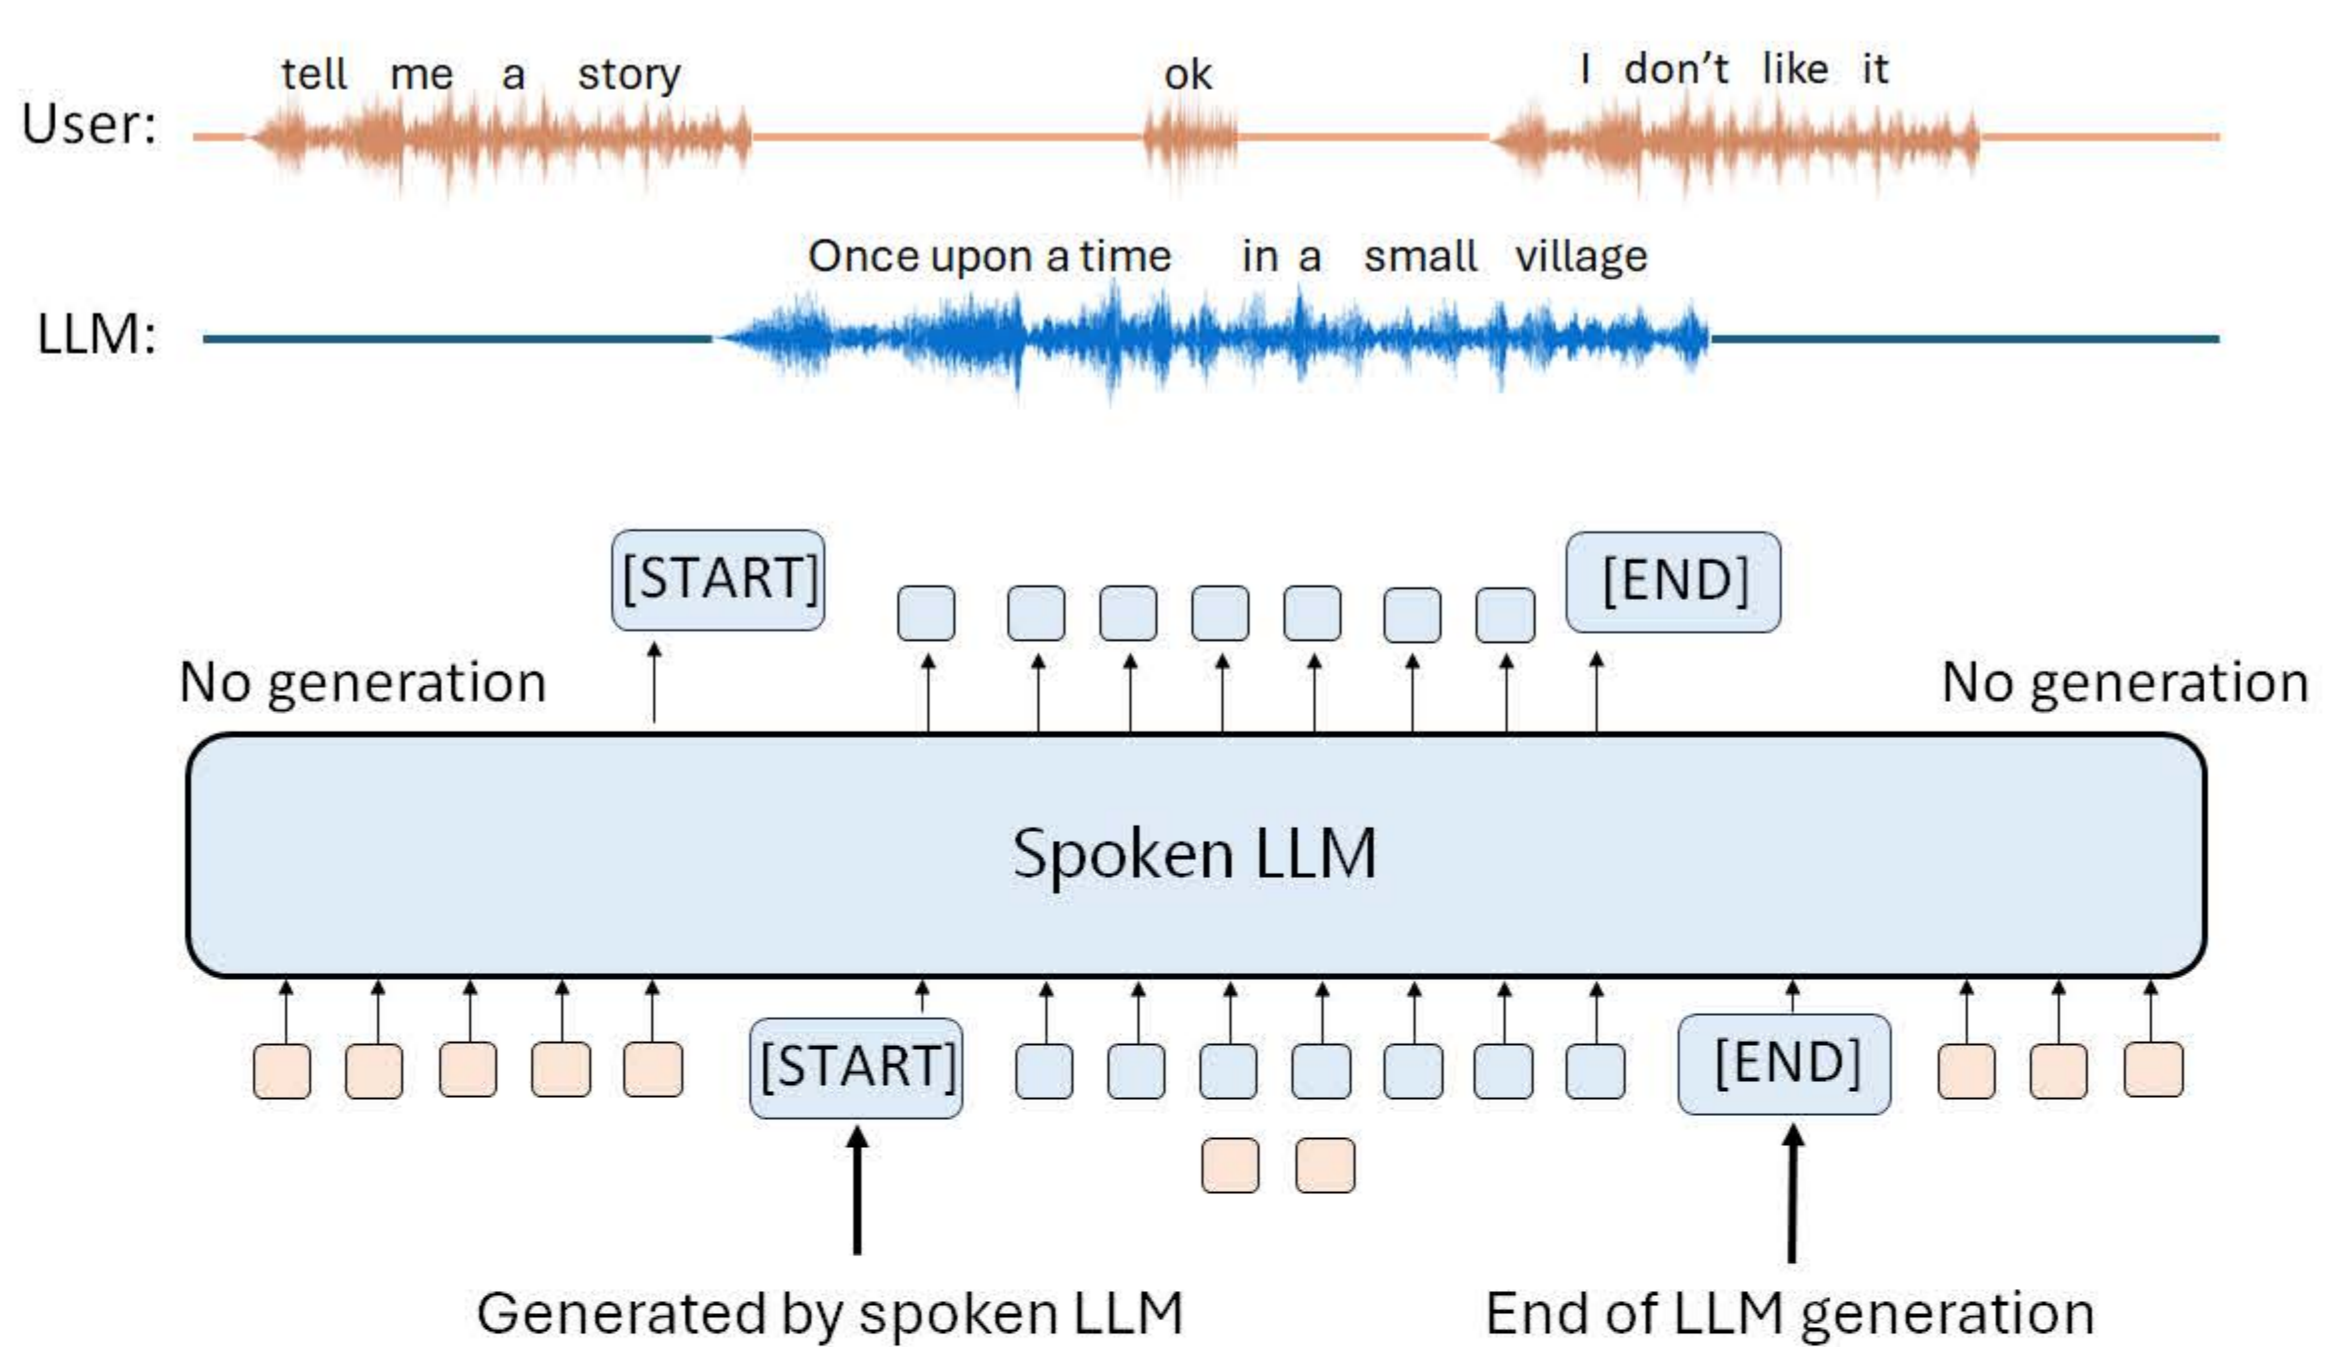 tell me a story ok I don't like it
User:
Once upon a time in a small village
LLM:
[START] [END]
No generation No generation
Spoken LLM
[START] [END]
Generated by spoken LLM End of LLM generation